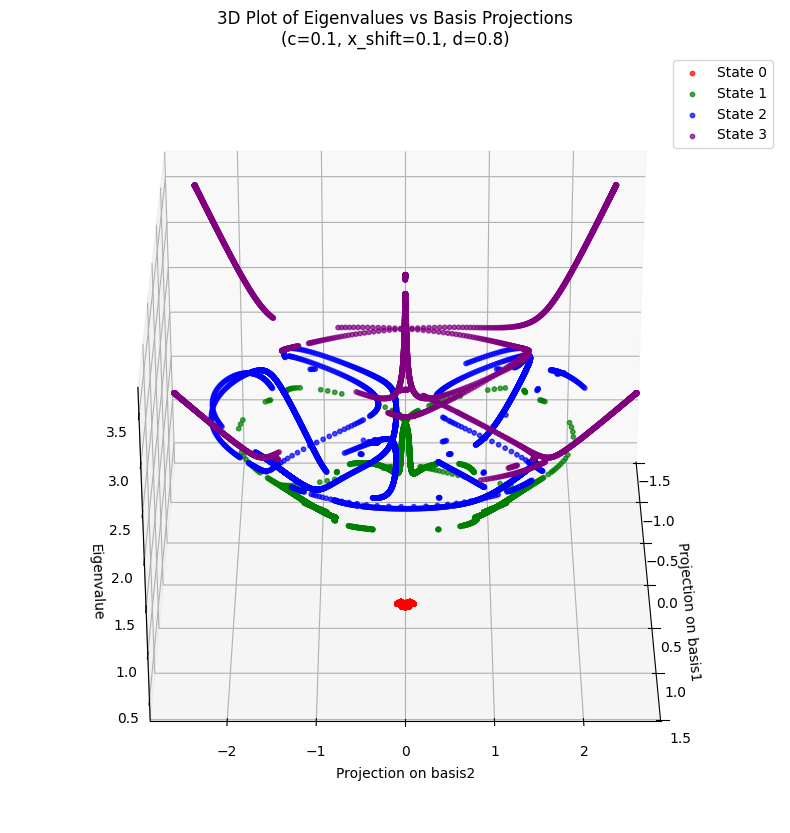 3D Plot of Eigenvalues vs Basis Projections
(c=0.1, x_shift=0.1, d=0.8)
State 0
State 1
State 2
State 3
3.5
3.0
2.5
2.0
1.5
1.0
0.5
Eigenvalue
−1.5
−1.0
−0.5
0.0
0.5
1.0
1.5
Projection on basis1
−2
−1
0
1
2
Projection on basis2